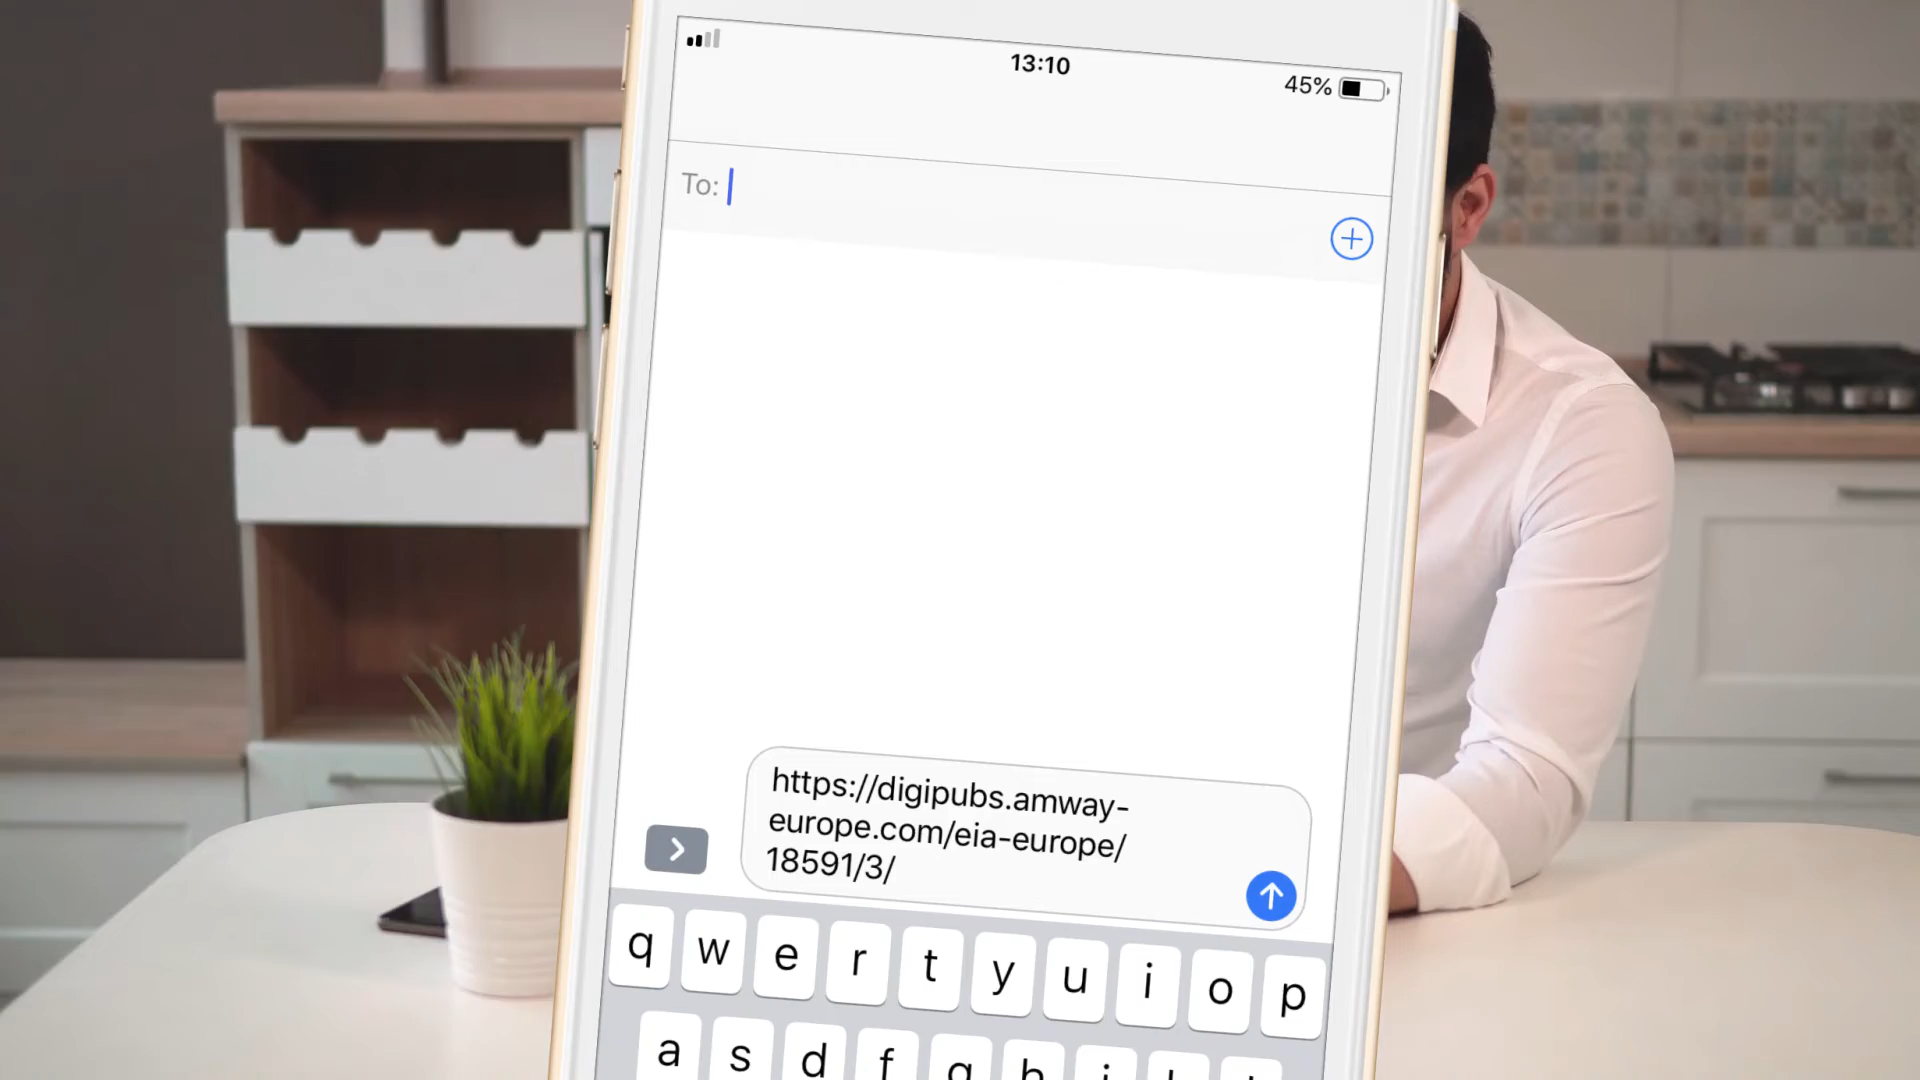 13:10
45%
To:
https://digipubs.amway-
europe.com/eia-europe/
18591/3/
q w e r t y u i o p
a s d f g h j